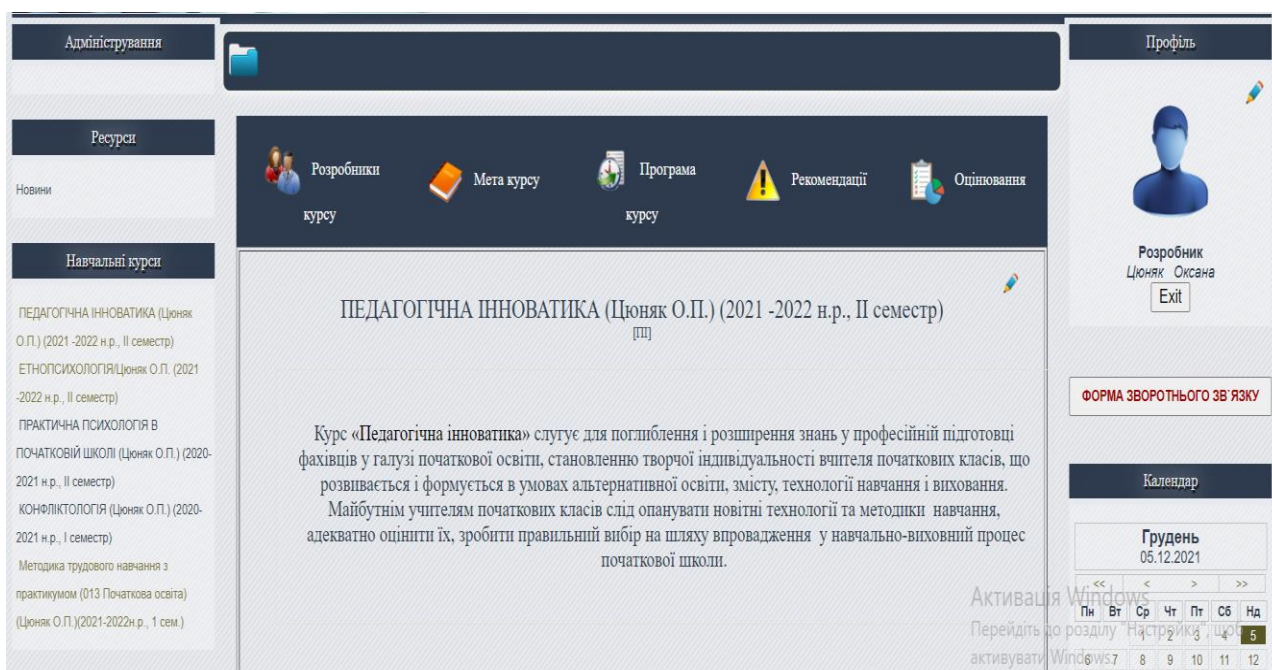 Адміністрування
Ресурси
Новини
Навчальні курси
ПЕДАГОГІЧНА ІННОВАТИКА (Цюняк
О.П.) (2021 -2022 н.р., ІІ семестр)
ЕТНОПСИХОЛОГІЯ/Цюняк О.П. (2021
-2022 н.р., ІІ семестр)
ПРАКТИЧНА ПСИХОЛОГІЯ В
ПОЧАТКОВІЙ ШКОЛІ (Цюняк О.П.) (2020-
2021 н.р., ІІ семестр)
КОНФЛІКТОЛОГІЯ (Цюняк О.П.) (2020-
2021 н.р., І семестр)
Методика трудового навчання з
практикумом (013 Початкова освіта)
(Цюняк О.П.)(2021-2022н.р., 1 сем.)
Розробники
курсу
Мета курсу
Програма
курсу
Рекомендації
Оцінювання
ПЕДАГОГІЧНА ІННОВАТИКА (Цюняк О.П.) (2021 -2022 н.р., ІІ семестр)
[ПІ]
Курс «Педагогічна інноватика» слугує для поглиблення і розширення знань у професійній підготовці
фахівців у галузі початкової освіти, становленню творчої індивідуальності вчителя початкових класів, що
розвивається і формується в умовах альтернативної освіти, змісту, технології навчання і виховання.
Майбутнім учителям початкових класів слід опанувати новітні технології та методики навчання,
адекватно оцінити їх, зробити правильний вибір на шляху впровадження у навчально-виховний процес
початкової школи.
Профіль
Розробник
Цюняк Оксана
Exit
ФОРМА ЗВОРОТНЬОГО ЗВ`ЯЗКУ
Календар
Грудень
05.12.2021
<< < > >>
Пн Вт Ср Чт Пт Сб Нд
1 2 3 4 5
6 7 8 9 10 11 12
Активація Windows
Перейдіть до розділу "Настройки", щоб
активувати Windows.